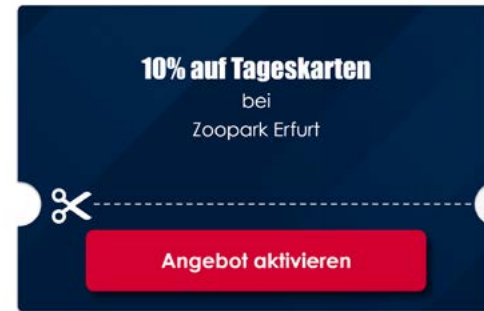 10% auf Tageskarten
bei
Zoopark Erfurt
Angebot aktivieren